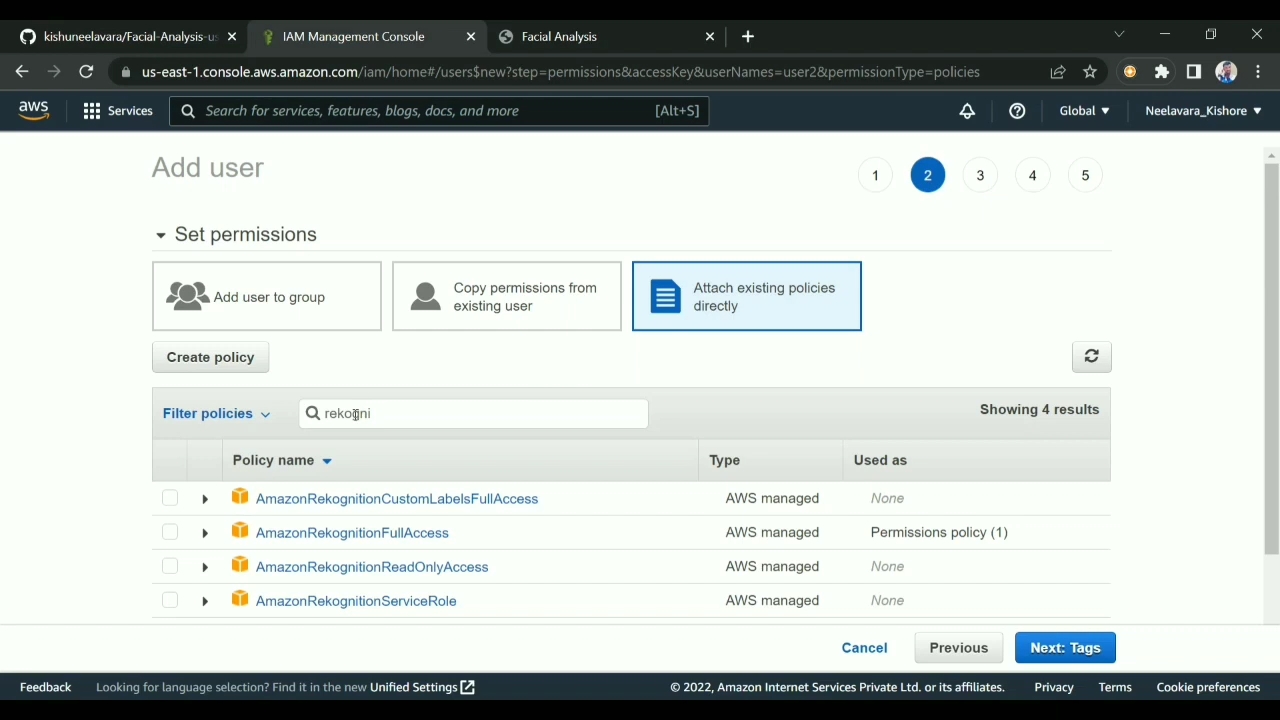 kishuneelavara/Facial-Analysis-us
IAM Management Console
Facial Analysis
us-east-1.console.aws.amazon.com/iam/home#/users$new?step=permissions&accessKey&userNames=user2&permissionType=policies
aws
Services
Search for services, features, blogs, docs, and more
[Alt+S]
Global
Neelavara_Kishore
Add user
1
2
3
4
5
Set permissions
Add user to group
Copy permissions from
existing user
Attach existing policies
directly
Create policy
Filter policies
rekogni
Showing 4 results
Policy name
Type
Used as
AmazonRekognitionCustomLabelsFullAccess
AWS managed
None
AmazonRekognitionFullAccess
AWS managed
Permissions policy (1)
AmazonRekognitionReadOnlyAccess
AWS managed
None
AmazonRekognitionServiceRole
AWS managed
None
Cancel
Previous
Next: Tags
Feedback
Looking for language selection? Find it in the new Unified Settings
© 2022, Amazon Internet Services Private Ltd. or its affiliates.
Privacy
Terms
Cookie preferences